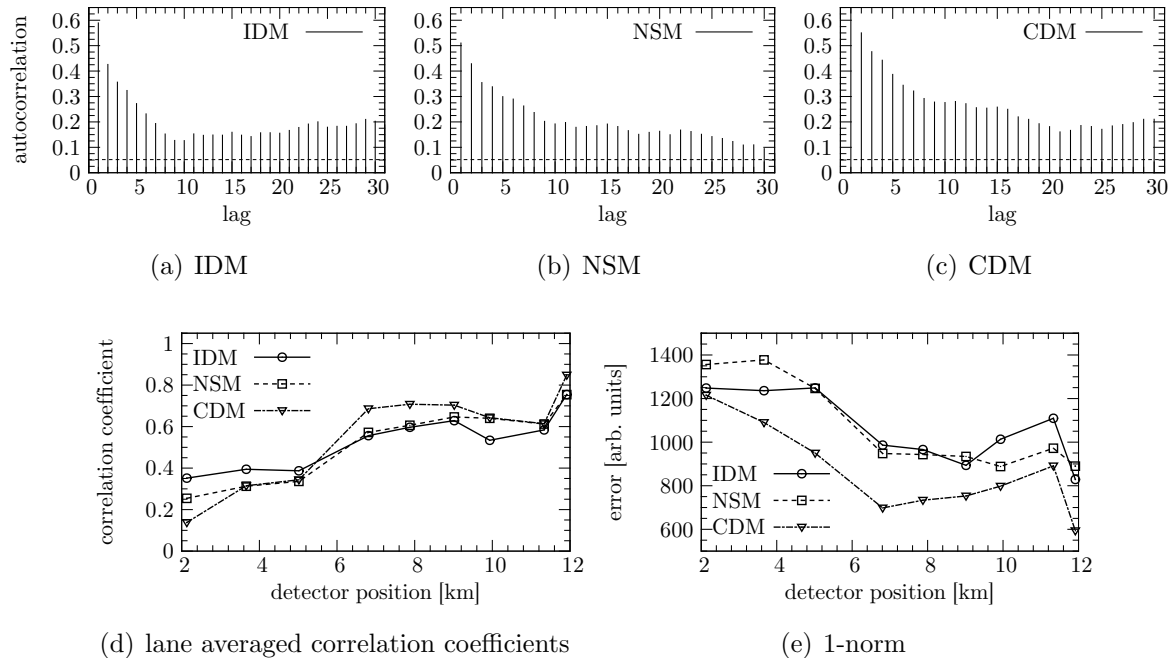 autocorrelation
0.6
0.5
0.4
0.3
0.2
0.1
0
IDM
0 5 10 15 20 25 30
lag
(a) IDM
0.6
0.5
0.4
0.3
0.2
0.1
0
NSM
0 5 10 15 20 25 30
lag
(b) NSM
0.6
0.5
0.4
0.3
0.2
0.1
0
CDM
0 5 10 15 20 25 30
lag
(c) CDM
correlation coefficient
1
0.8
0.6
0.4
0.2
0
IDM
NSM
CDM
2 4 6 8 10 12
detector position [km]
(d) lane averaged correlation coefficients
error [arb. units]
1400
1200
1000
800
600
IDM
NSM
CDM
2 4 6 8 10 12
detector position [km]
(e) 1-norm